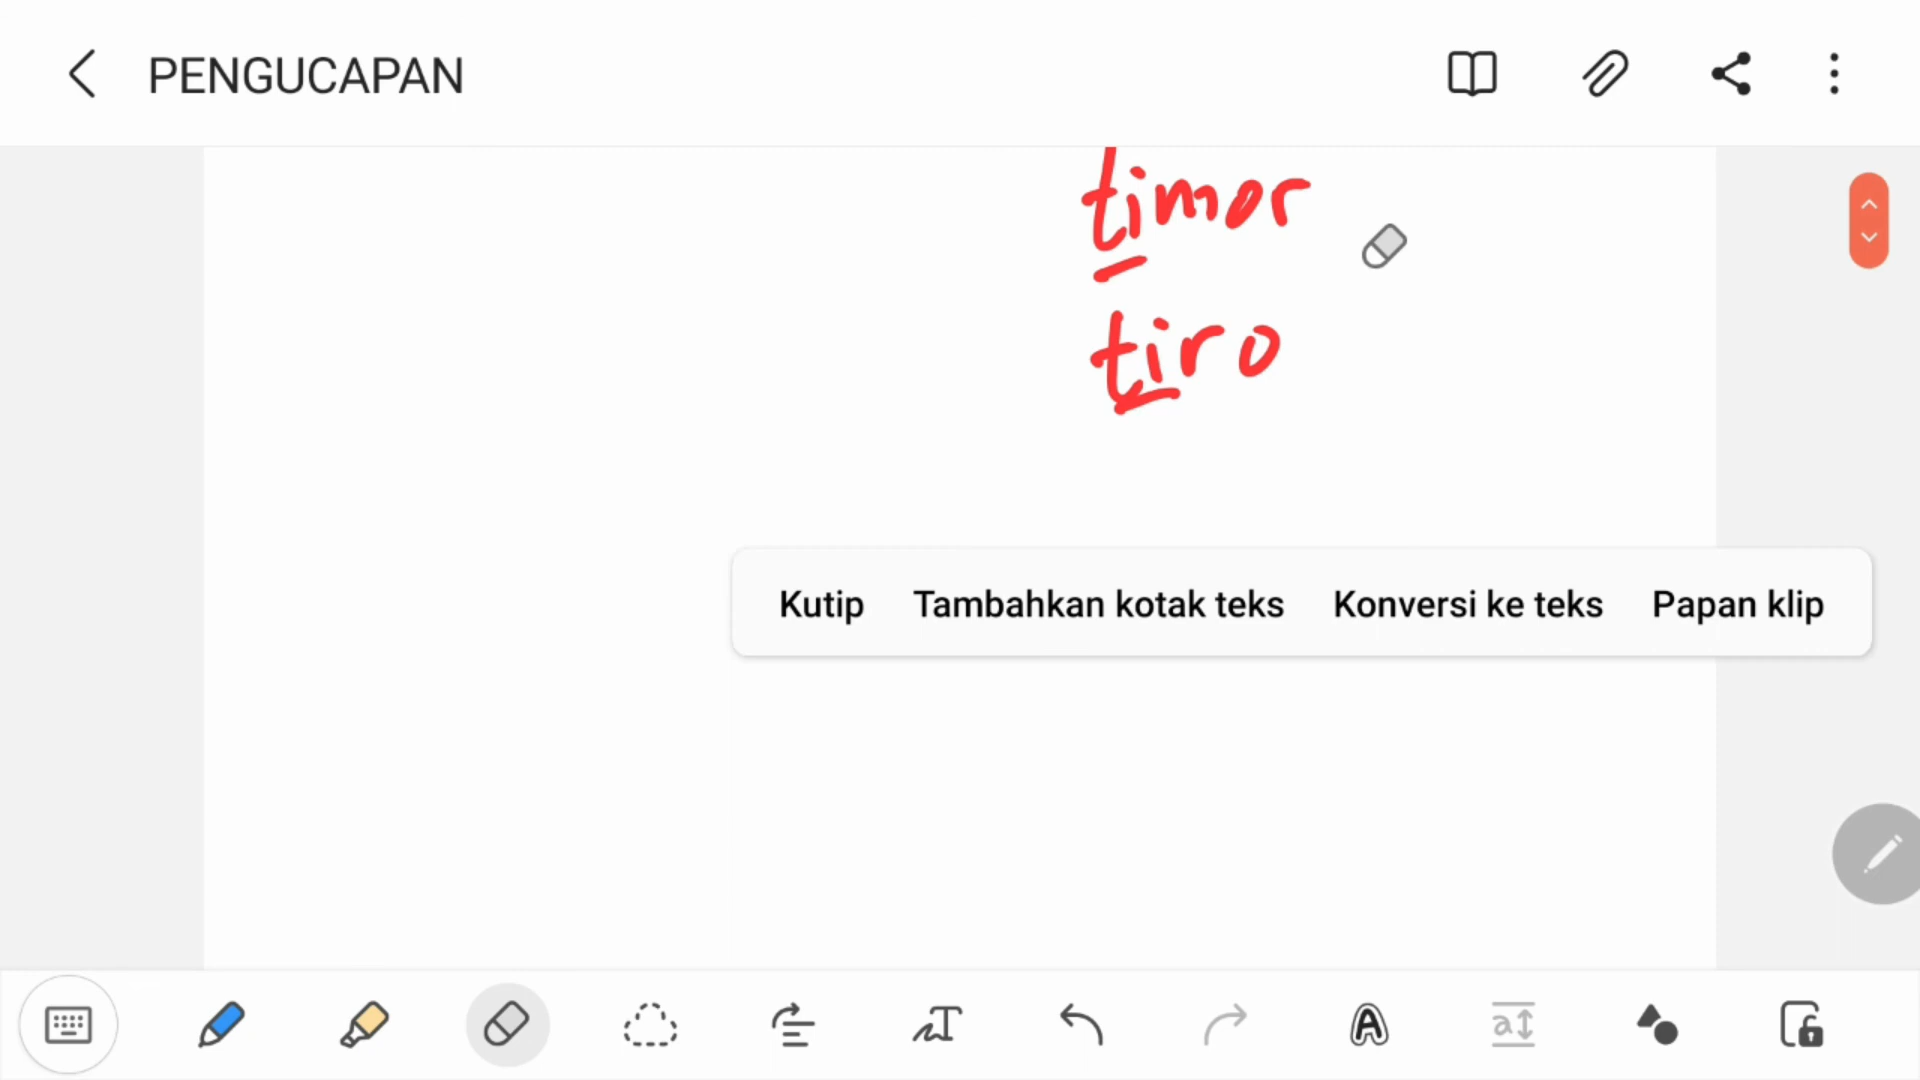 PENGUCAPAN
timor
tiro
Kutip Tambahkan kotak teks Konversi ke teks Papan klip